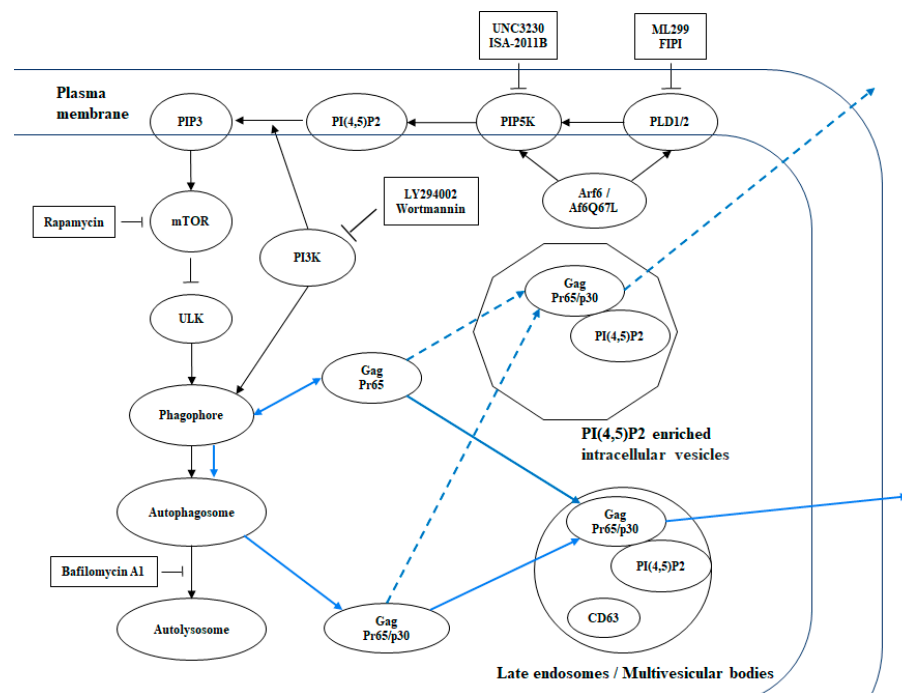 UNC3230
ISA-2011B
ML299
FIPI
Plasma
membrane
PIP3
PI(4,5)P2
PIP5K
PLD1/2
Arf6 /
Af6Q67L
LY294002
Wortmannin
Rapamycin
mTOR
PI3K
Gag
Pr65/p30
PI(4,5)P2
ULK
Gag
Pr65
Phagophore
PI(4,5)P2 enriched
intracellular vesicles
Autophagosome
Gag
Pr65/p30
PI(4,5)P2
Bafilomycin A1
CD63
Autolysosome
Gag
Pr65/p30
Late endosomes / Multivesicular bodies